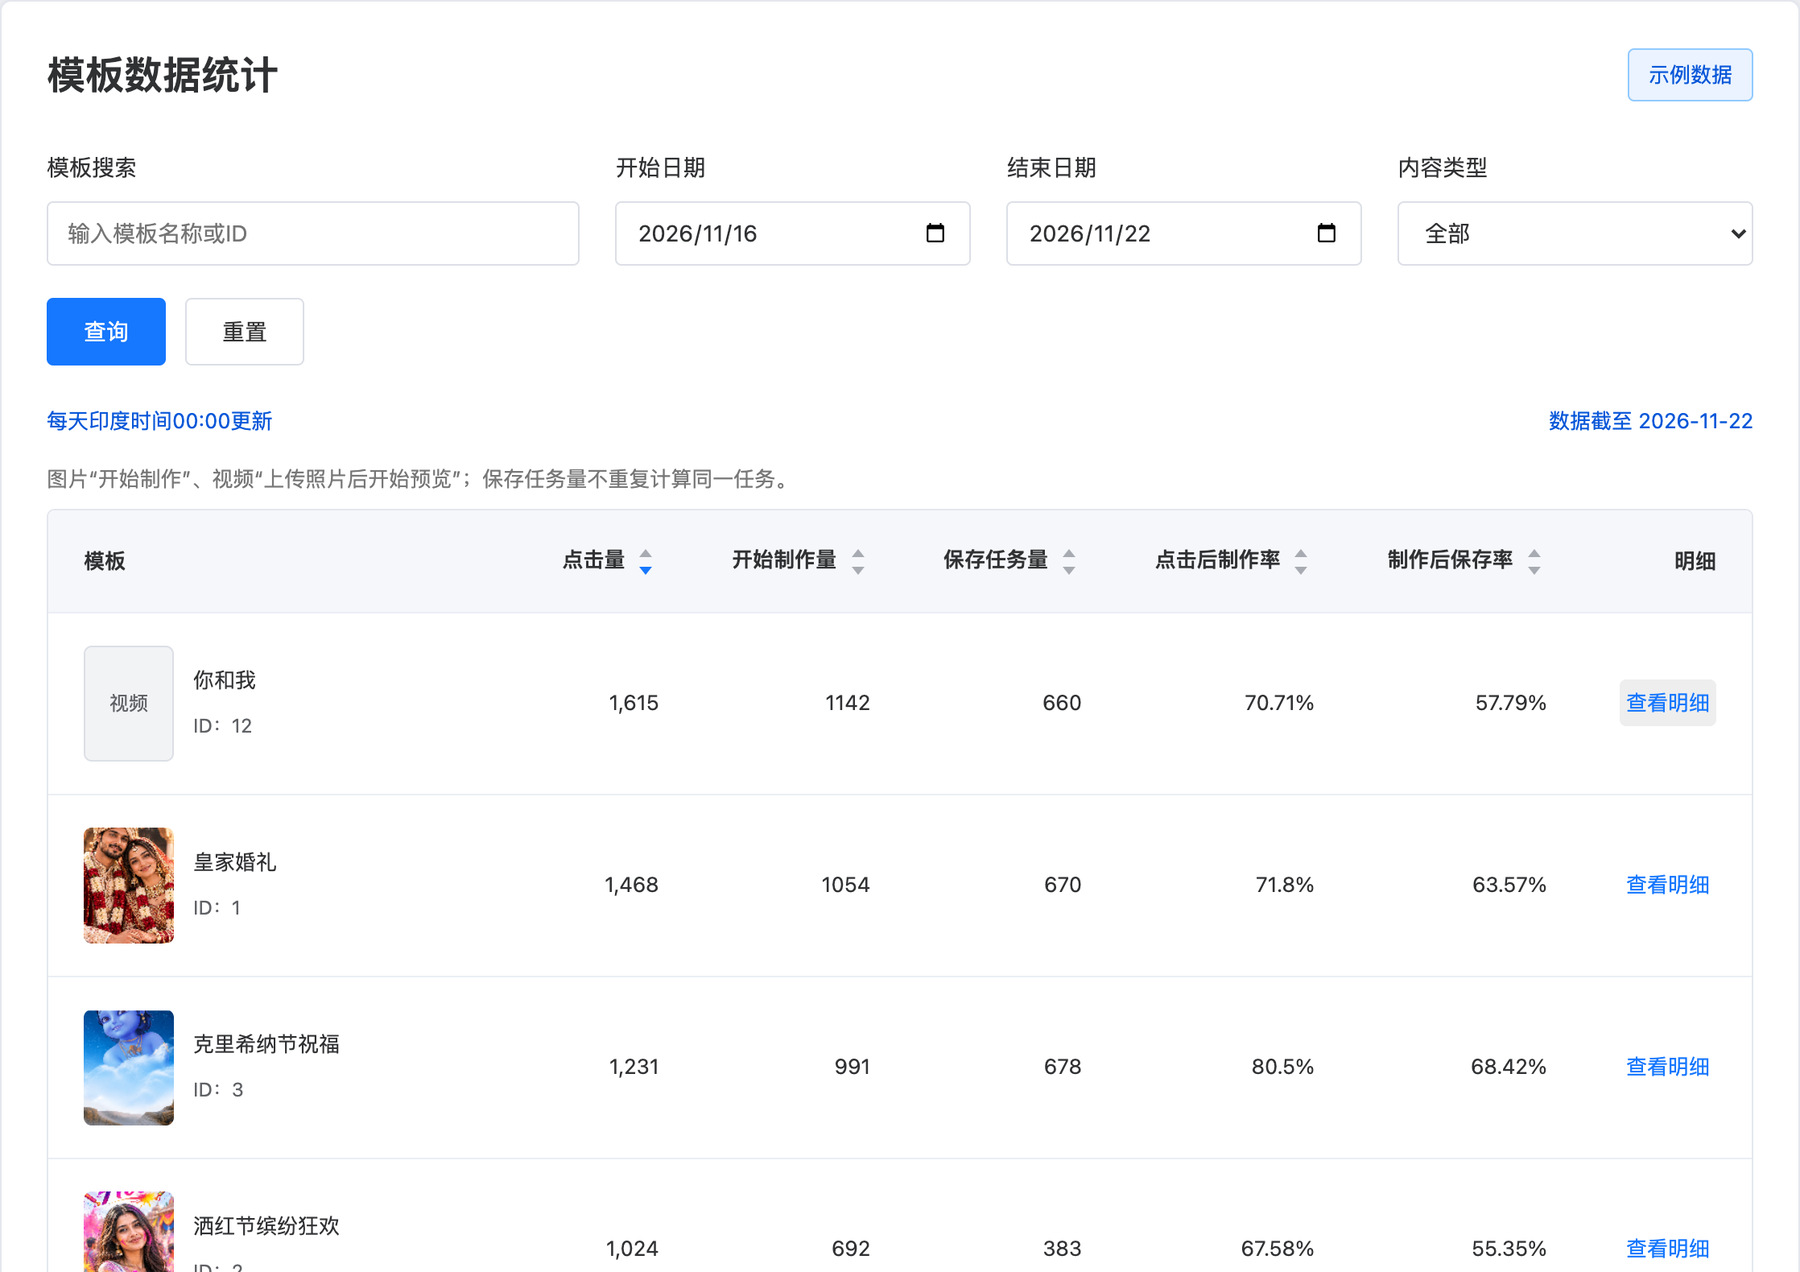 模板数据统计
示例数据
模板搜索
开始日期
结束日期
内容类型
输入模板名称或ID
2026/11/16
2026/11/22
全部
查询
重置
每天印度时间00:00更新
数据截至 2026-11-22
图片“开始制作”、视频“上传照片后开始预览”；保存任务量不重复计算同一任务。
模板 点击量 开始制作量 保存任务量 点击后制作率 制作后保存率 明细
视频
你和我
ID：12
1,615 1142 660 70.71% 57.79% 查看明细
皇家婚礼
ID：1
1,468 1054 670 71.8% 63.57% 查看明细
克里希纳节祝福
ID：3
1,231 991 678 80.5% 68.42% 查看明细
洒红节缤纷狂欢
ID：2
1,024 692 383 67.58% 55.35% 查看明细